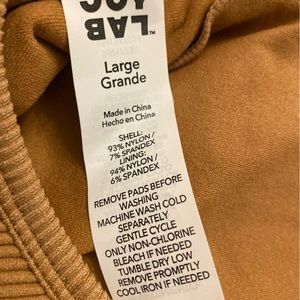 JOY
LAB™
Large
Grande
Made in China
Hecho en China
SHELL:
93% NYLON /
7% SPANDEX
LINING:
94% NYLON /
6% SPANDEX
REMOVE PADS BEFORE
WASHING
MACHINE WASH COLD
SEPARATELY
GENTLE CYCLE
ONLY NON-CHLORINE
BLEACH IF NEEDED
TUMBLE DRY LOW
REMOVE PROMPTLY
COOL IRON IF NEEDED